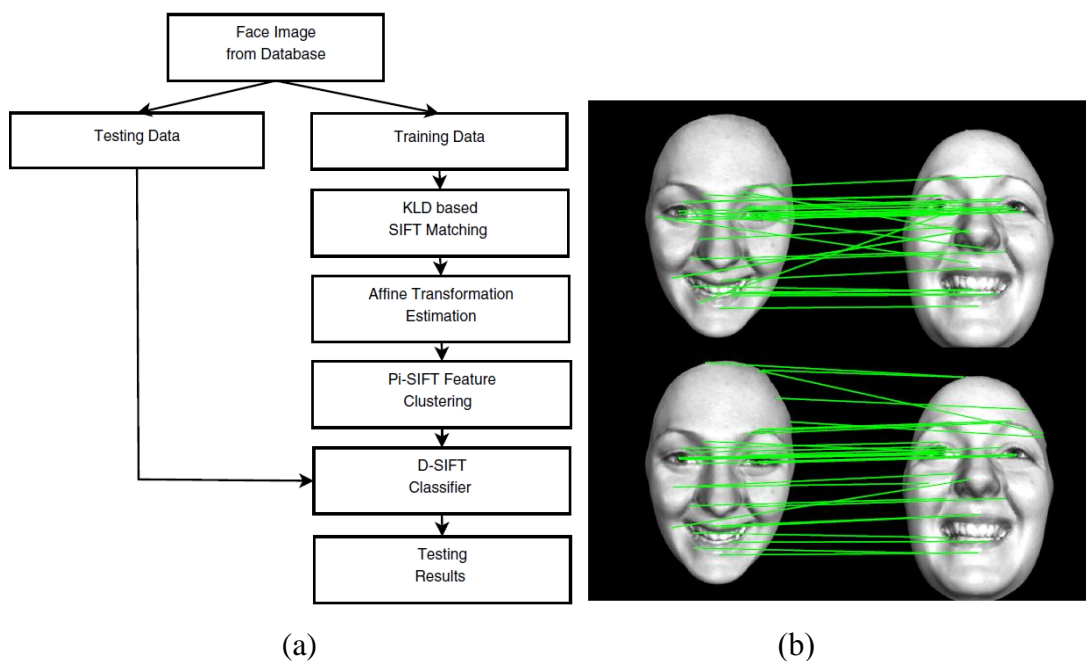 Face Image
from Database
Testing Data
Training Data
KLD based
SIFT Matching
Affine Transformation
Estimation
Pi-SIFT Feature
Clustering
D-SIFT
Classifier
Testing
Results
(a)
(b)